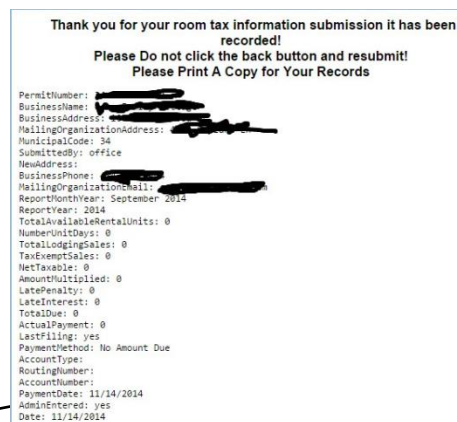 Thank you for your room tax information submission it has been
recorded!
Please Do not click the back button and resubmit!
Please Print A Copy for Your Records
PermitNumber:
BusinessName:
BusinessAddress:
MailingOrganizationAddress:
MunicipalCode: 34
SubmittedBy: office
NewAddress:
BusinessPhone:
MailingOrganizationEmail:
ReportMonthYear: September 2014
ReportYear: 2014
TotalAvailableRentalUnits: 0
NumberUnitDays: 0
TotalLodgingSales: 0
TaxExemptSales: 0
NetTaxable: 0
AmountMultiplied: 0
LatePenalty: 0
LateInterest: 0
TotalDue: 0
ActualPayment: 0
LastFiling: yes
PaymentMethod: No Amount Due
AccountType:
RoutingNumber:
AccountNumber:
PaymentDate: 11/14/2014
AdminEntered: yes
Date: 11/14/2014